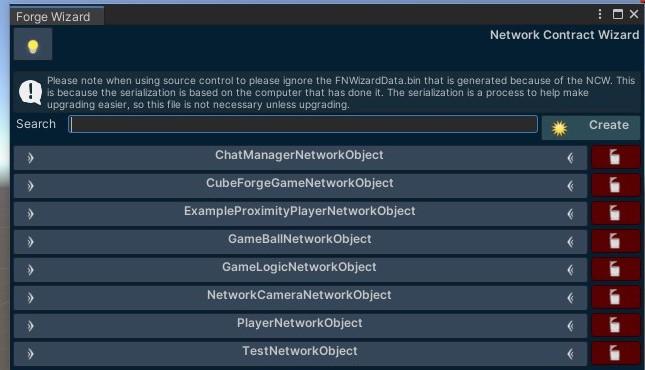 Forge Wizard
Network Contract Wizard
Please note when using source control to please ignore the FNWizardData.bin that is generated because of the NCW. This
is because the serialization is based on the computer that has done it. The serialization is a process to help make
upgrading easier, so this file is not necessary unless upgrading.
Search
Create
ChatManagerNetworkObject
CubeForgeGameNetworkObject
ExampleProximityPlayerNetworkObject
GameBallNetworkObject
GameLogicNetworkObject
NetworkCameraNetworkObject
PlayerNetworkObject
TestNetworkObject